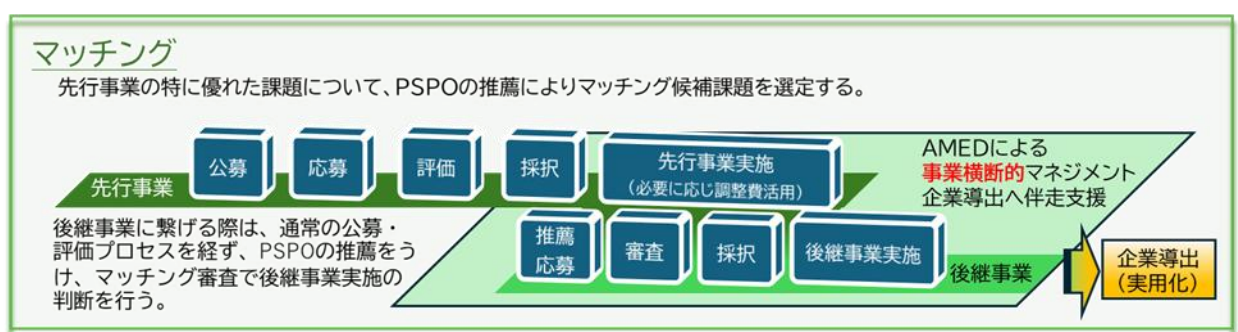 マッチング
先行事業の特に優れた課題について、PSPOの推薦によりマッチング候補課題を選定する。
公募
応募
評価
採択
先行事業実施
(必要に応じ調整費活用)
先行事業
AMEDによる
事業横断的マネジメント
企業導出へ伴走支援
後継事業に繋げる際は、通常の公募・
評価プロセスを経ず、PSPOの推薦をう
け、マッチング審査で後継事業実施の
判断を行う。
推薦
応募
審査
採択
後継事業実施
後継事業
企業導出
(実用化)